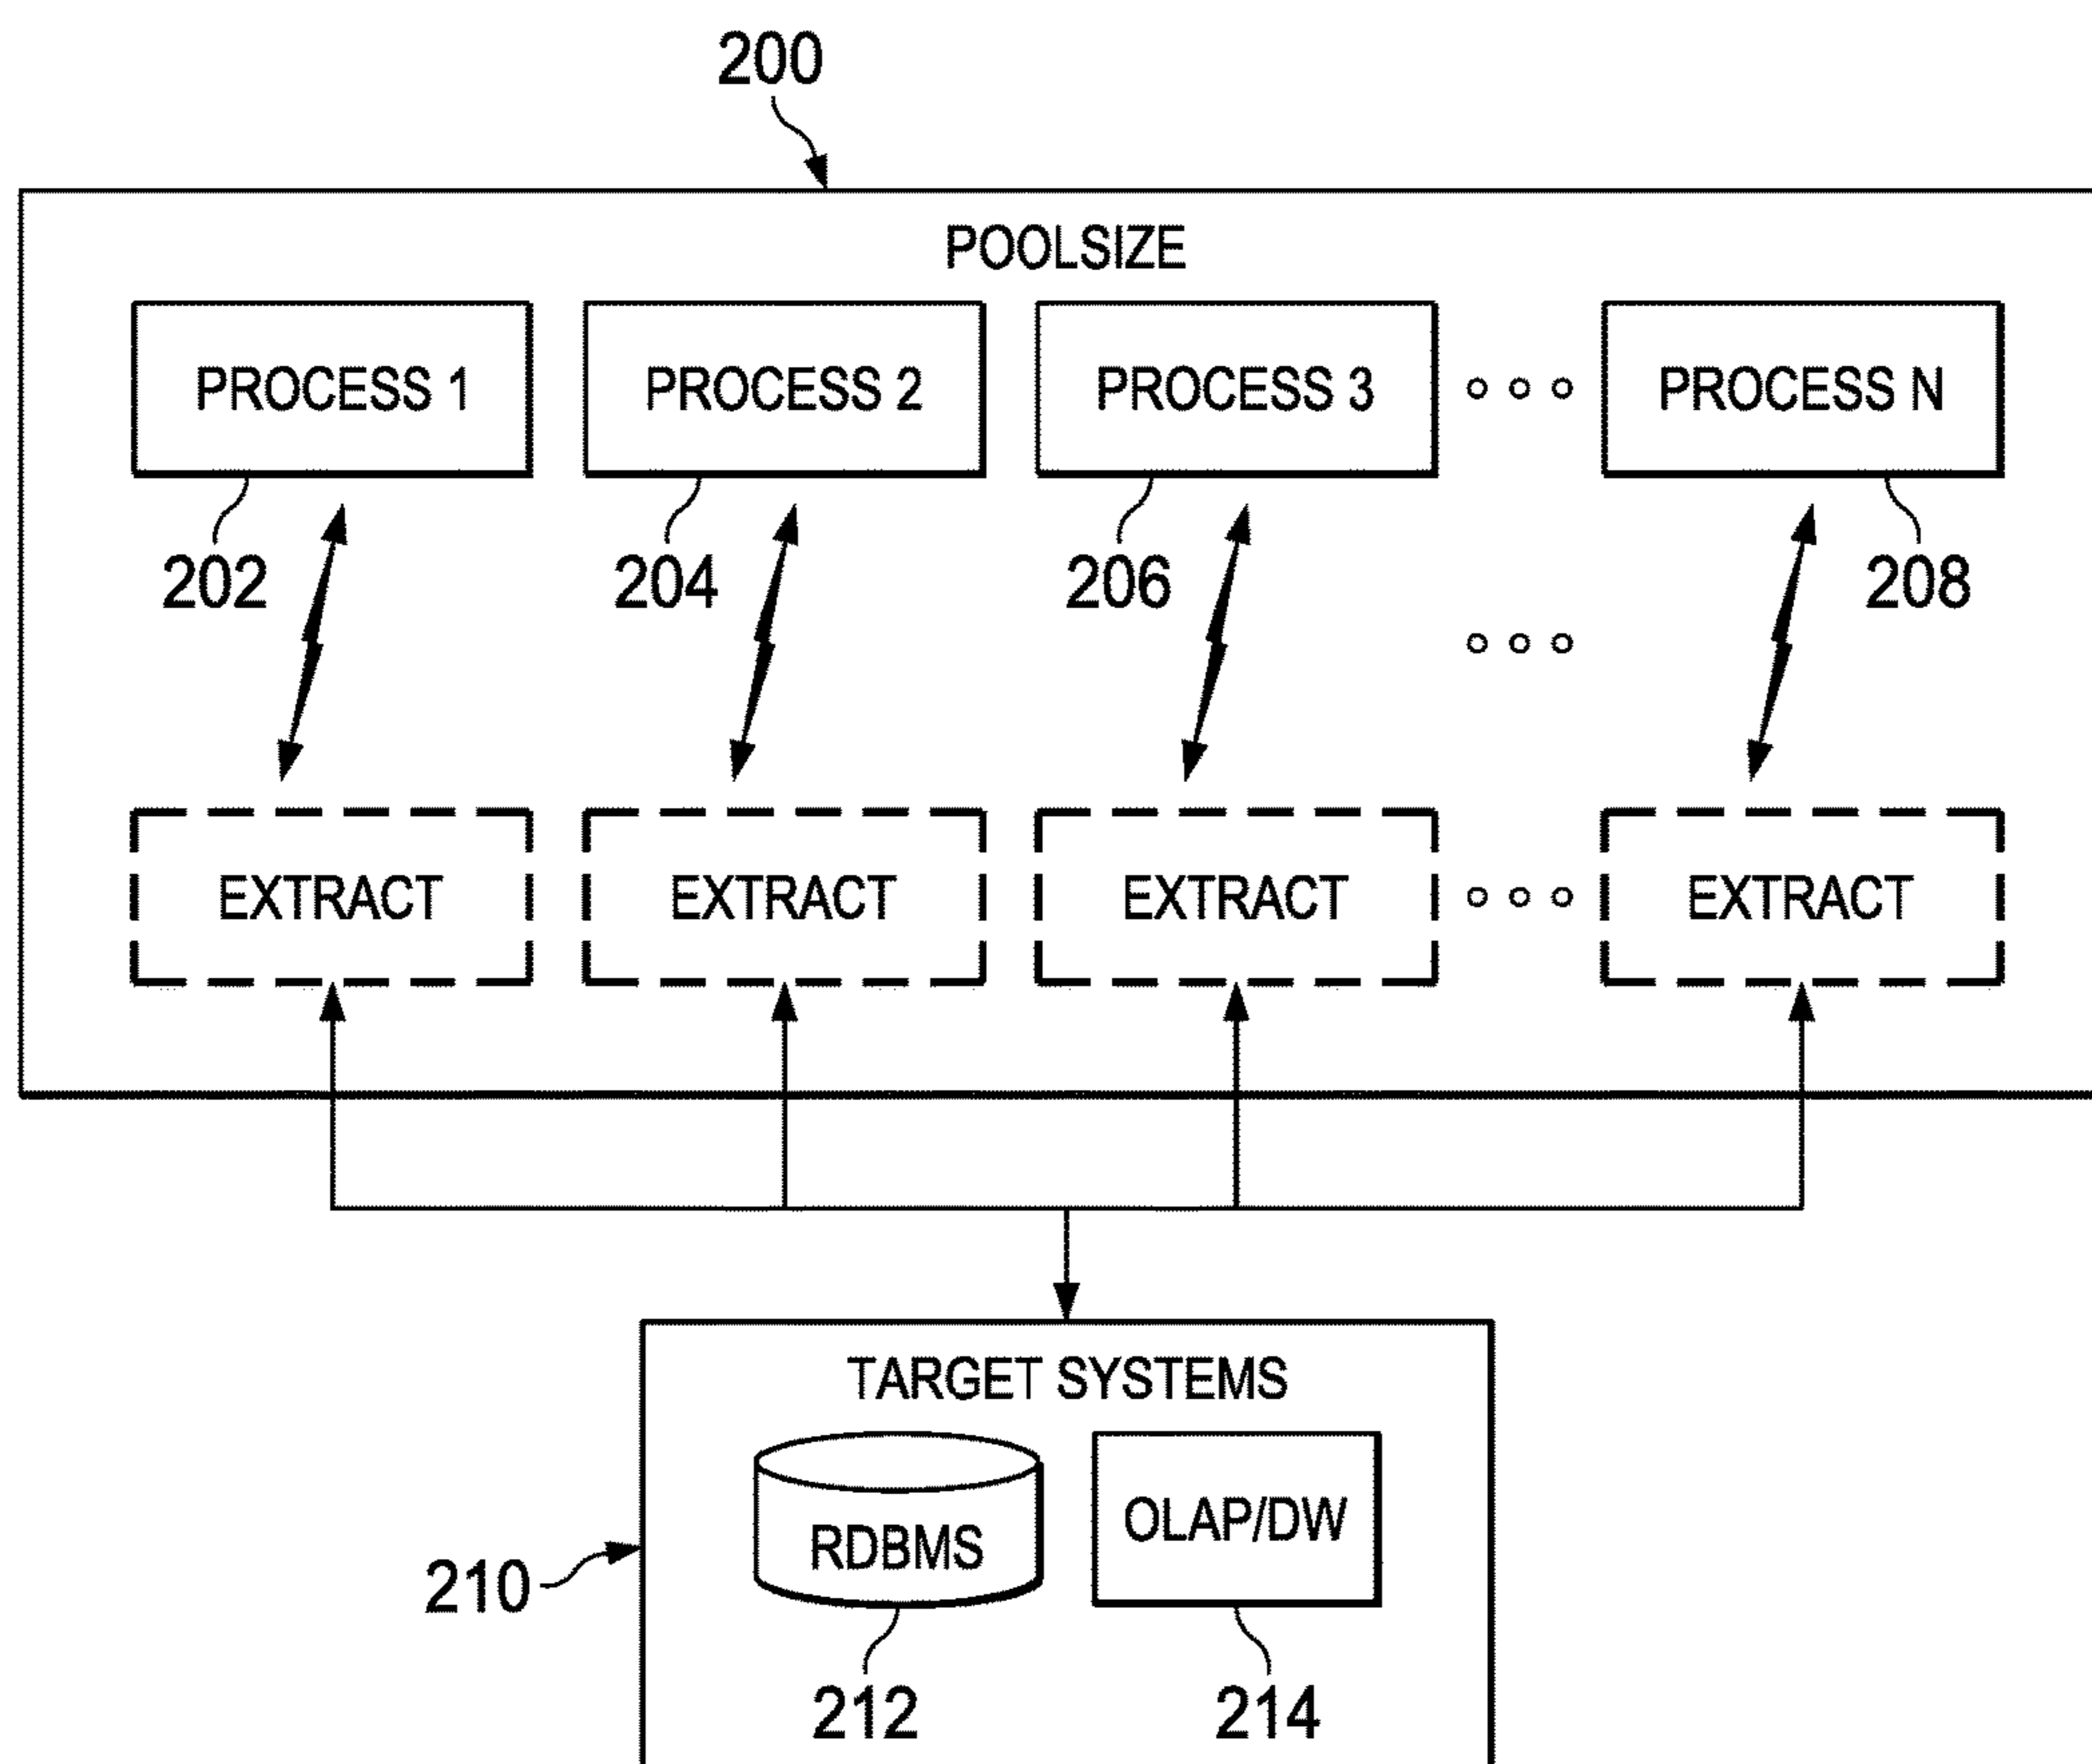 200
POOLSIZE
PROCESS 1
PROCESS 2
PROCESS 3
PROCESS N
202
204
206
208
EXTRACT
EXTRACT
EXTRACT
EXTRACT
TARGET SYSTEMS
RDBMS
OLAP/DW
210
212
214